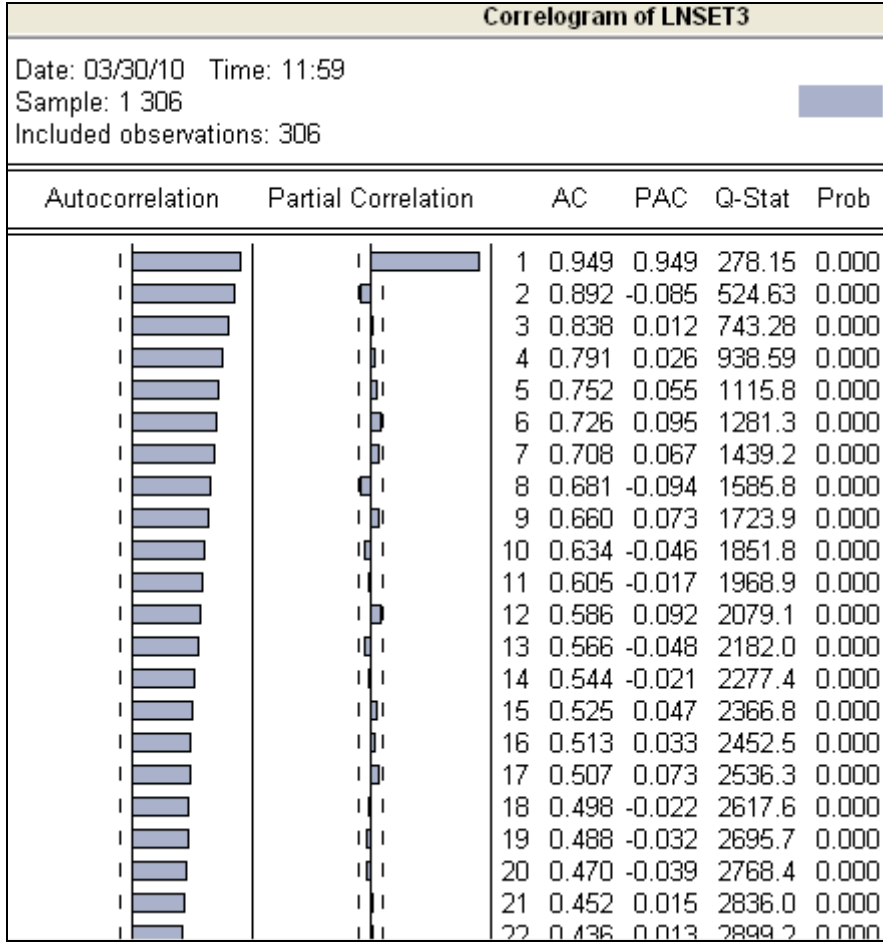 Correlogram of LNSET3
Date: 03/30/10 Time: 11:59
Sample: 1 306
Included observations: 306
Autocorrelation Partial Correlation AC PAC Q-Stat Prob
1 0.949 0.949 278.15 0.000
2 0.892 -0.085 524.63 0.000
3 0.838 0.012 743.28 0.000
4 0.791 0.026 938.59 0.000
5 0.752 0.055 1115.8 0.000
6 0.726 0.095 1281.3 0.000
7 0.708 0.067 1439.2 0.000
8 0.681 -0.094 1585.8 0.000
9 0.660 0.073 1723.9 0.000
10 0.634 -0.046 1851.8 0.000
11 0.605 -0.017 1968.9 0.000
12 0.586 0.092 2079.1 0.000
13 0.566 -0.048 2182.0 0.000
14 0.544 -0.021 2277.4 0.000
15 0.525 0.047 2366.8 0.000
16 0.513 0.033 2452.5 0.000
17 0.507 0.073 2536.3 0.000
18 0.498 -0.022 2617.6 0.000
19 0.488 -0.032 2695.7 0.000
20 0.470 -0.039 2768.4 0.000
21 0.452 0.015 2836.0 0.000
22 0.436 0.013 2899.2 0.000